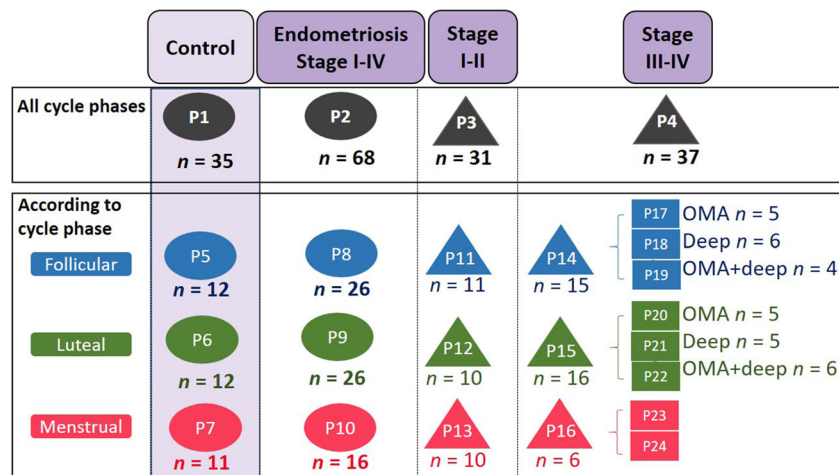 Control
Endometriosis
Stage I-IV
Stage
I-II
Stage
III-IV
All cycle phases
P1
n = 35
P2
n = 68
P3
n = 31
P4
n = 37
According to
cycle phase
Follicular
P5
n = 12
P8
n = 26
P11
n = 11
P14
n = 15
P17 OMA n = 5
P18 Deep n = 6
P19 OMA+deep n = 4
Luteal
P6
n = 12
P9
n = 26
P12
n = 10
P15
n = 16
P20 OMA n = 5
P21 Deep n = 5
P22 OMA+deep n = 6
Menstrual
P7
n = 11
P10
n = 16
P13
n = 10
P16
n = 6
P23
P24